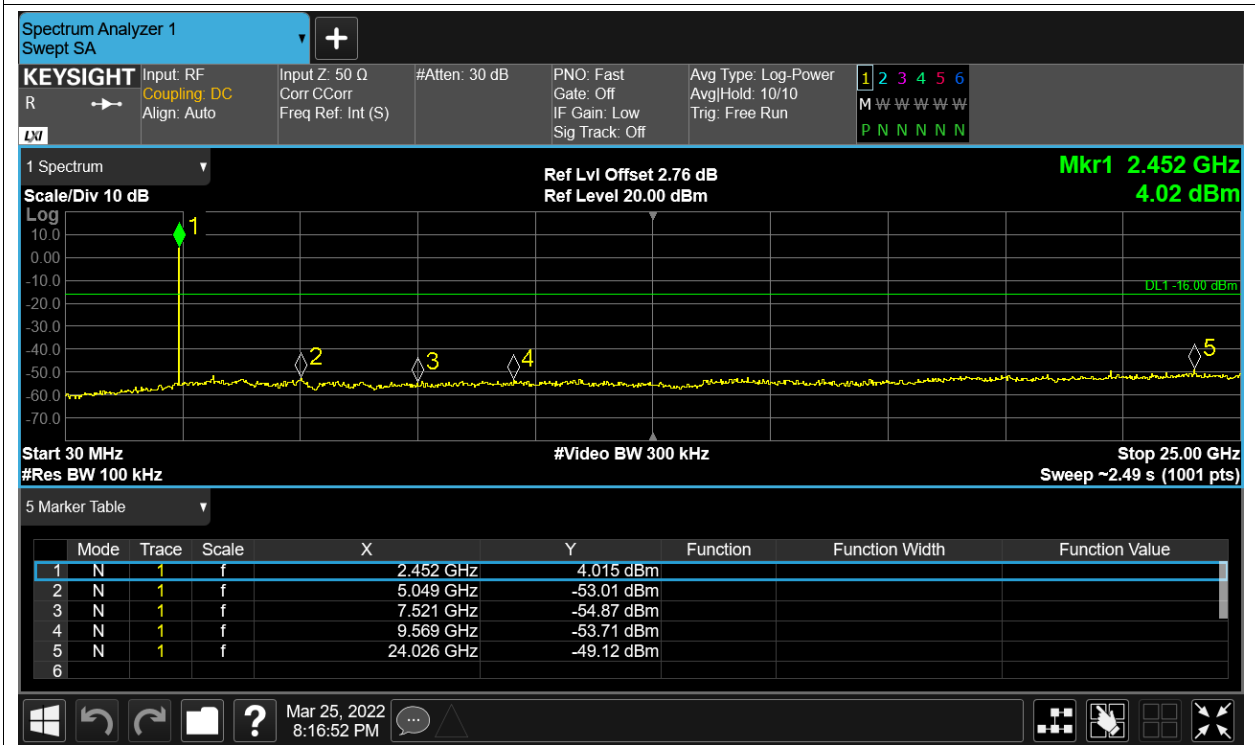 Spectrum Analyzer 1
Swept SA
KEYSIGHT
R
LXI
Input: RF
Coupling: DC
Align: Auto
Input Z: 50 Ω
Corr CCorr
Freq Ref: Int (S)
#Atten: 30 dB
PNO: Fast
Gate: Off
IF Gain: Low
Sig Track: Off
Avg Type: Log-Power
Avg|Hold: 10/10
Trig: Free Run
1 2 3 4 5 6
M W W W W W
P N N N N N
1 Spectrum
Scale/Div 10 dB
Ref Lvl Offset 2.76 dB
Ref Level 20.00 dBm
Mkr1 2.452 GHz
4.02 dBm
Log
10.0
0.00
-10.0
-20.0
-30.0
-40.0
-50.0
-60.0
-70.0
1
2
3
4
5
DL1 -16.00 dBm
Start 30 MHz
#Video BW 300 kHz
Stop 25.00 GHz
#Res BW 100 kHz
Sweep ~2.49 s (1001 pts)
5 Marker Table
Mode Trace Scale X Y Function Function Width Function Value
1 N 1 f 2.452 GHz 4.015 dBm
2 N 1 f 5.049 GHz -53.01 dBm
3 N 1 f 7.521 GHz -54.87 dBm
4 N 1 f 9.569 GHz -53.71 dBm
5 N 1 f 24.026 GHz -49.12 dBm
6
?
Mar 25, 2022
8:16:52 PM